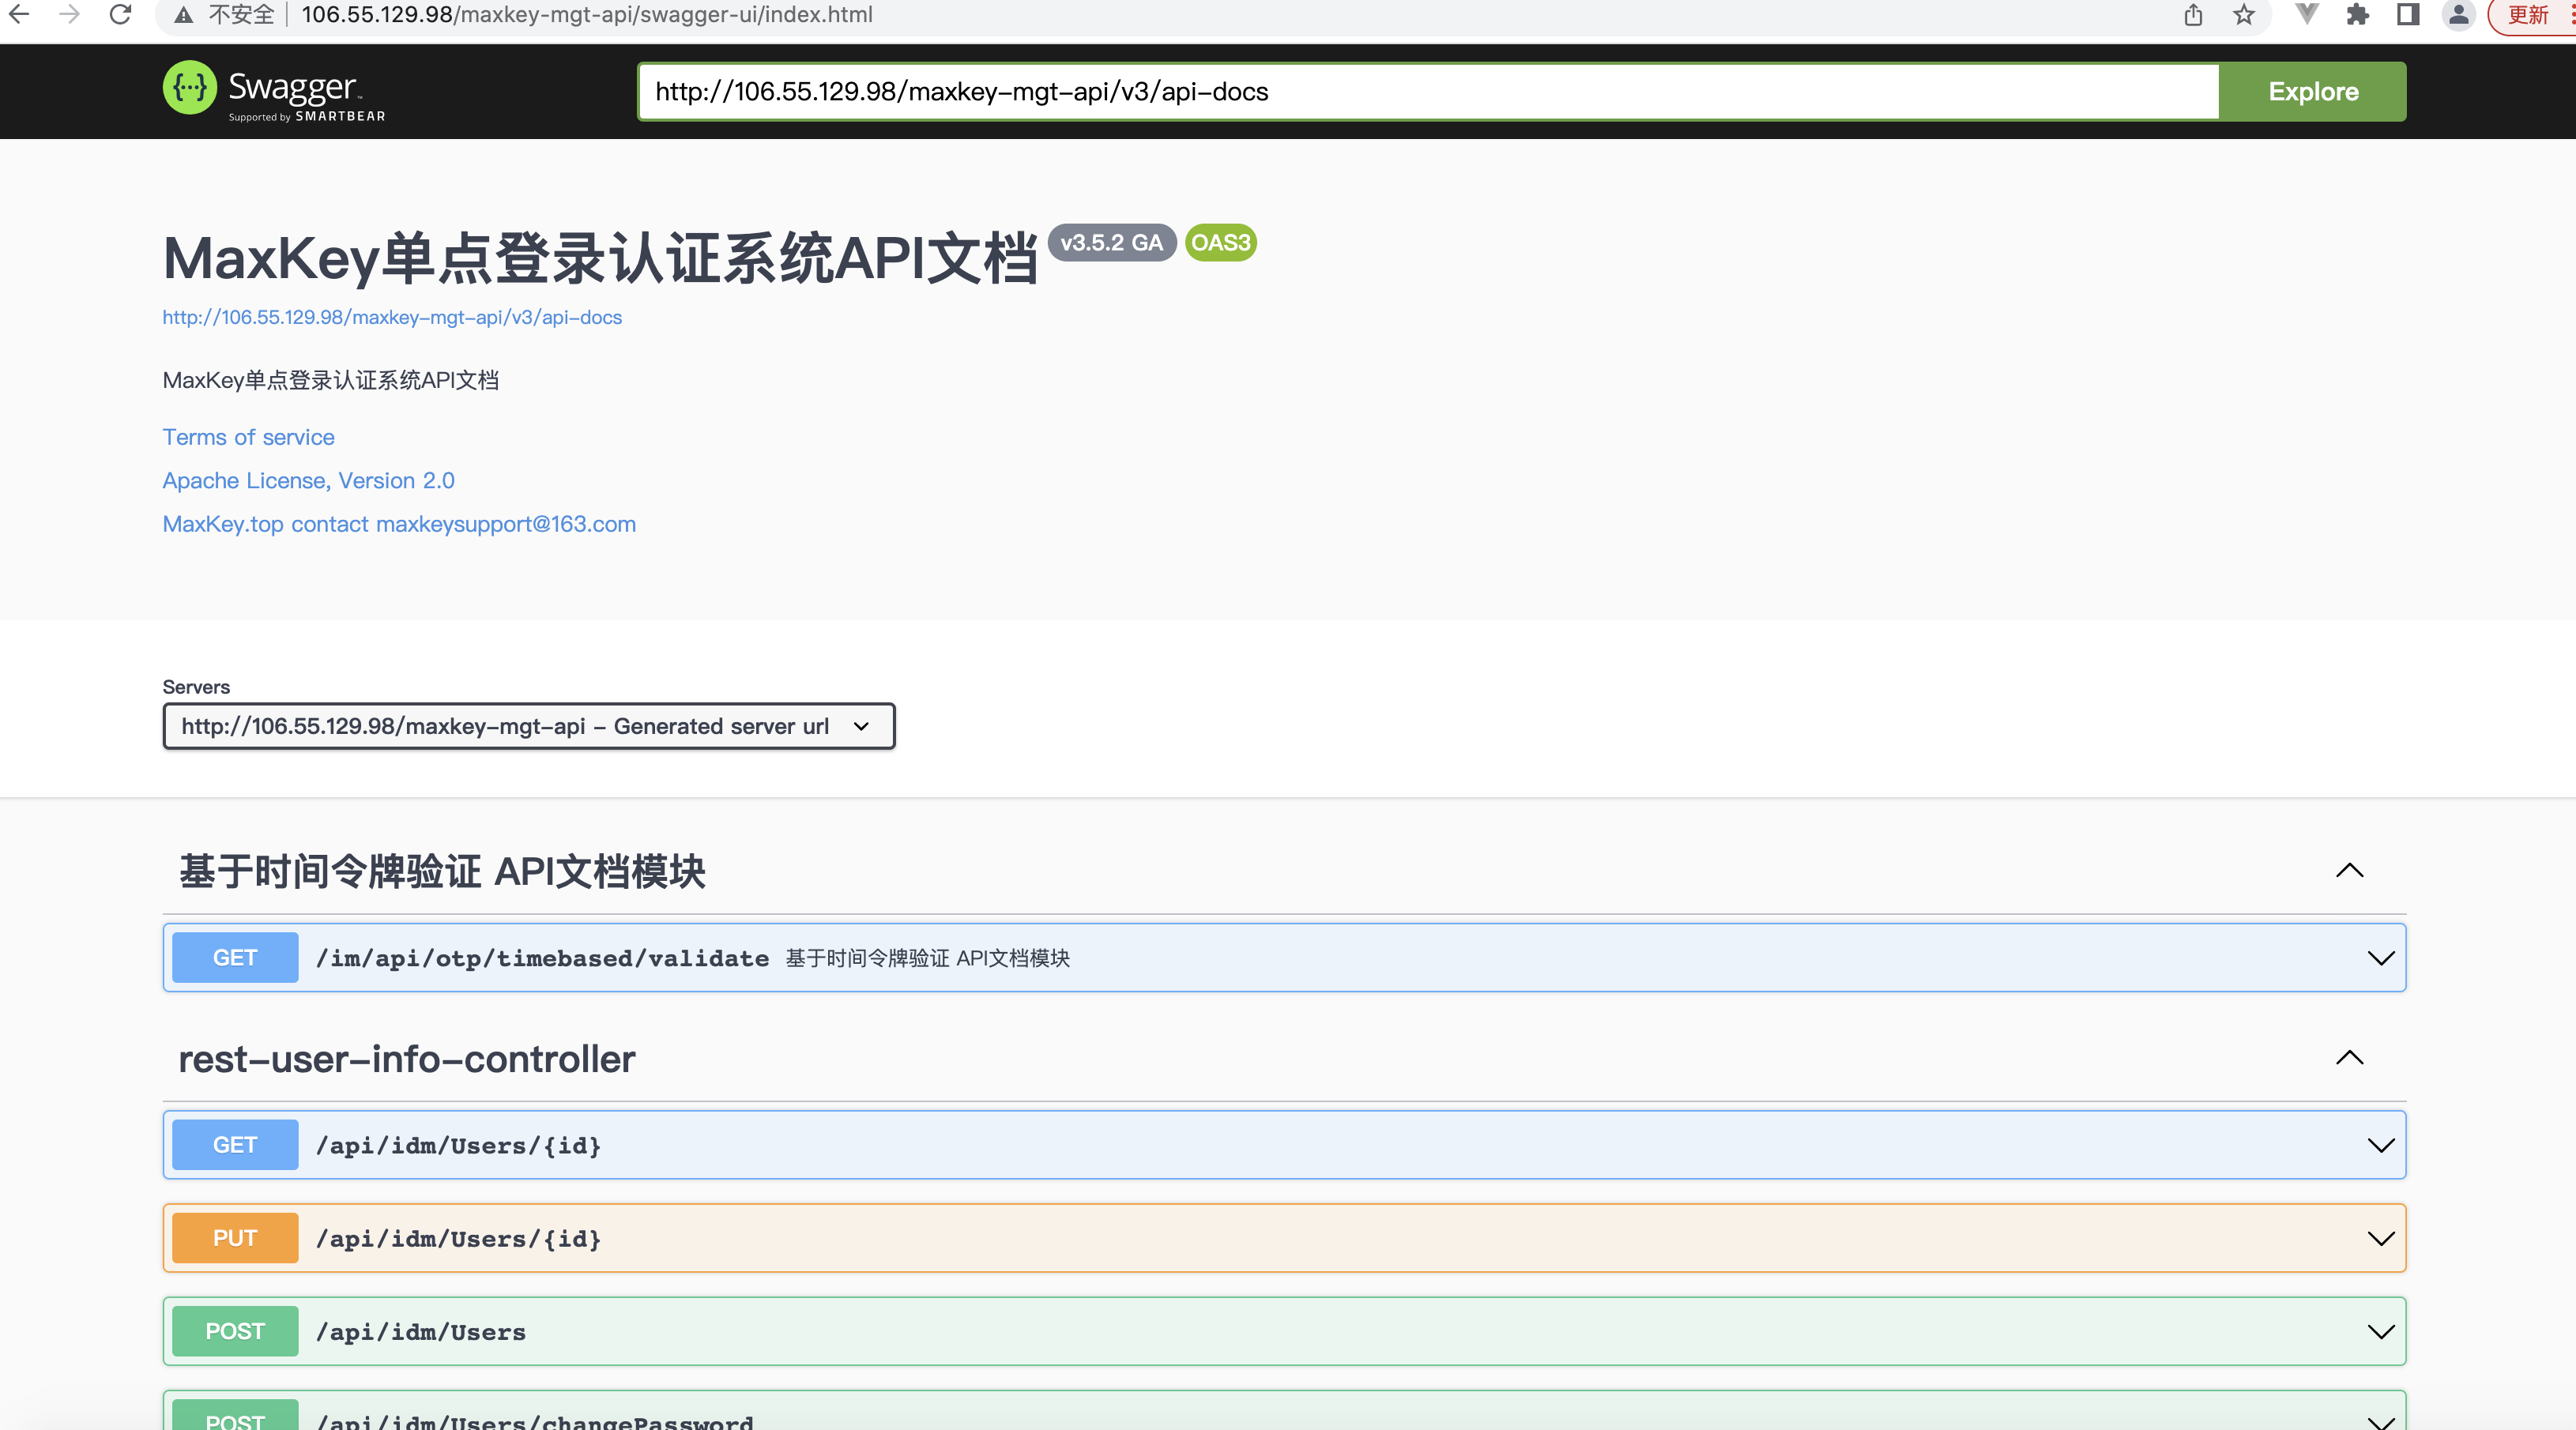 不安全 106.55.129.98/maxkey-mgt-api/swagger-ui/index.html 更新
Swagger
Supported by SMARTBEAR
http://106.55.129.98/maxkey-mgt-api/v3/api-docs Explore
MaxKey单点登录认证系统API文档 v3.5.2 GA OAS3
http://106.55.129.98/maxkey-mgt-api/v3/api-docs
MaxKey单点登录认证系统API文档
Terms of service
Apache License, Version 2.0
MaxKey.top contact maxkeysupport@163.com
Servers
http://106.55.129.98/maxkey-mgt-api - Generated server url
基于时间令牌验证 API文档模块
GET /im/api/otp/timebased/validate 基于时间令牌验证 API文档模块
rest-user-info-controller
GET /api/idm/Users/{id}
PUT /api/idm/Users/{id}
POST /api/idm/Users
POST /api/idm/Users/changePassword